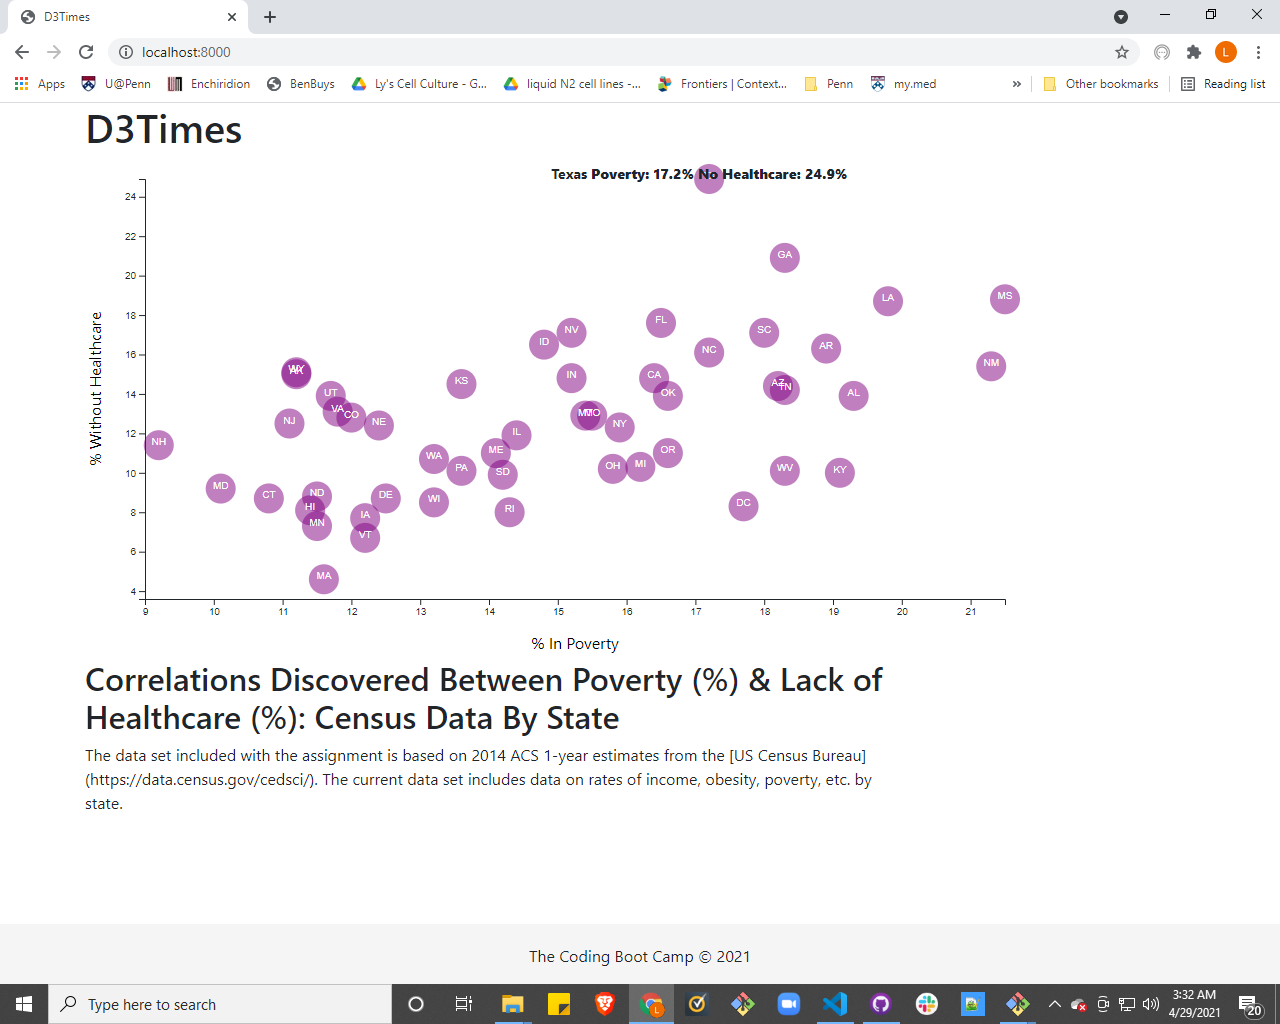 D3Times
localhost:8000
L
Apps
U@Penn
Enchiridion
BenBuys
Ly's Cell Culture - G...
liquid N2 cell lines -...
Frontiers | Context...
Penn
my.med
»
Other bookmarks
Reading list
D3Times
Texas Poverty: 17.2% No Healthcare: 24.9%
24
22
20
18
16
14
12
10
8
6
4
% Without Healthcare
GA
MS
LA
FL
SC
NV
ID
NC
AR
WY
AK
NM
KS
IN
CA
AZ
TN
UT
OK
AL
VA
CO
MO
NJ
NE
NY
IL
NH
ME
OR
WA
PA
SD
OH
MI
WV
KY
MD
CT
ND
DE
WI
HI
RI
DC
IA
MN
VT
MA
9
10
11
12
13
14
15
16
17
18
19
20
21
% In Poverty
Correlations Discovered Between Poverty (%) & Lack of
Healthcare (%): Census Data By State
The data set included with the assignment is based on 2014 ACS 1-year estimates from the [US Census Bureau]
(https://data.census.gov/cedsci/). The current data set includes data on rates of income, obesity, poverty, etc. by
state.
The Coding Boot Camp © 2021
Type here to search
L
3:32 AM
4/29/2021
20